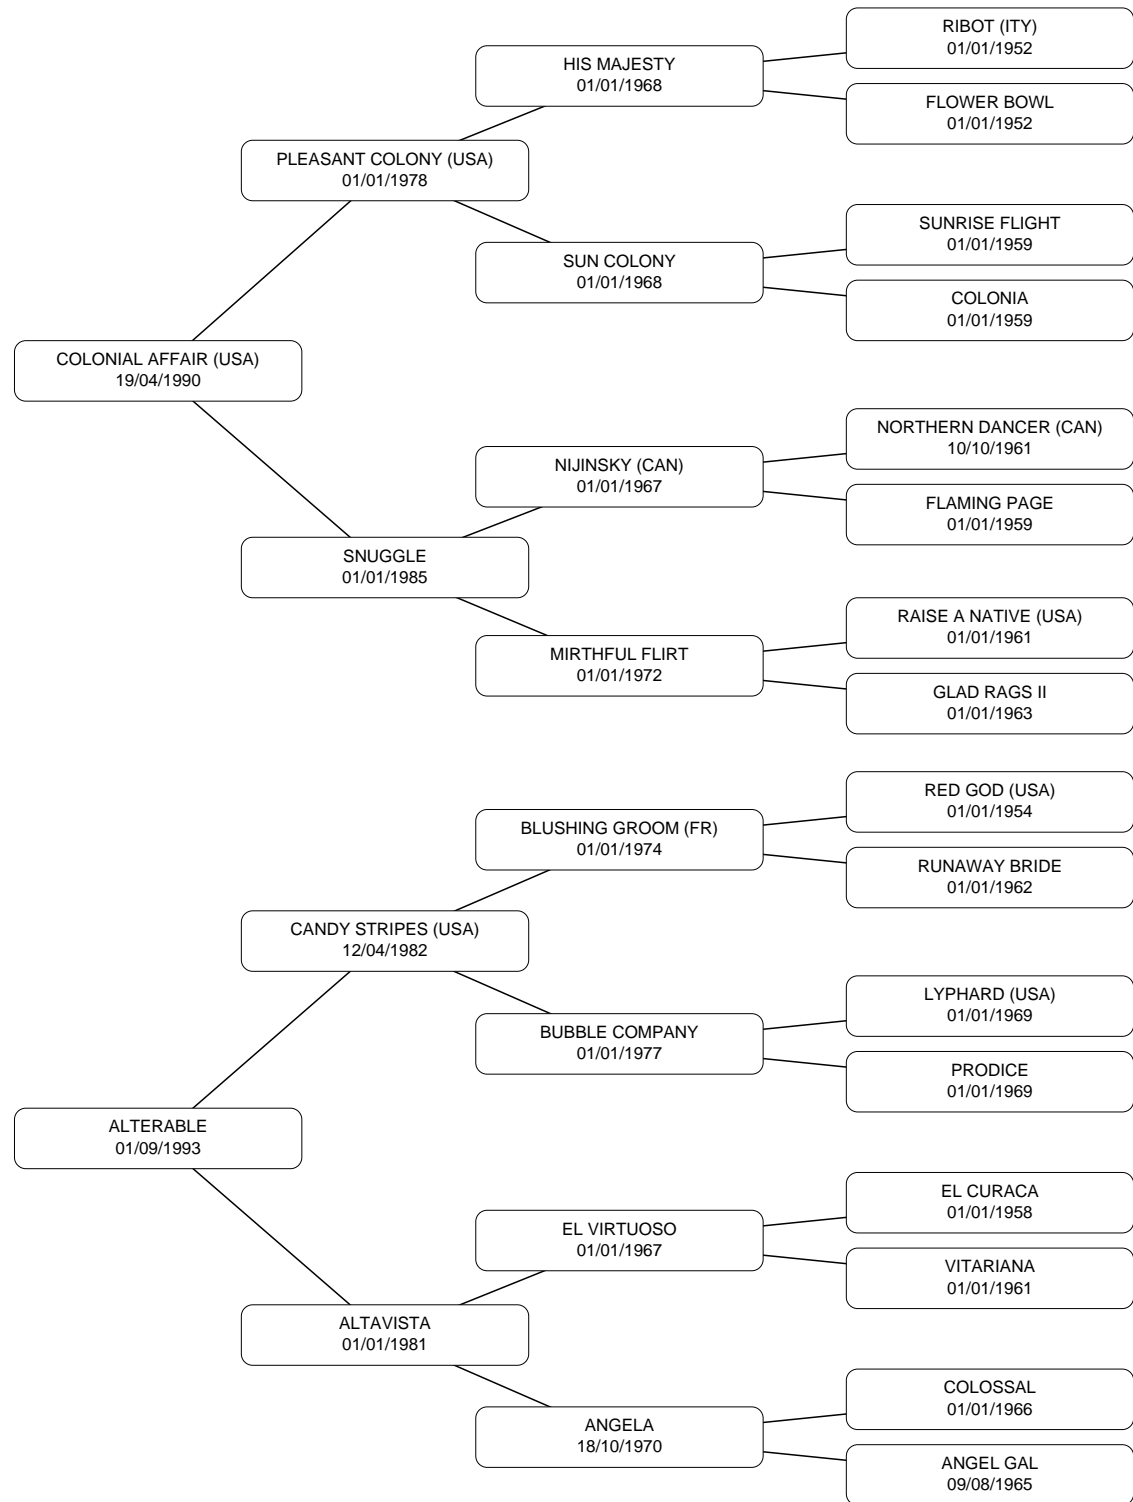 RIBOT (ITY)
01/01/1952
HIS MAJESTY
01/01/1968
FLOWER BOWL
01/01/1952
PLEASANT COLONY (USA)
01/01/1978
SUNRISE FLIGHT
01/01/1959
SUN COLONY
01/01/1968
COLONIA
01/01/1959
COLONIAL AFFAIR (USA)
19/04/1990
NORTHERN DANCER (CAN)
10/10/1961
NIJINSKY (CAN)
01/01/1967
FLAMING PAGE
01/01/1959
SNUGGLE
01/01/1985
RAISE A NATIVE (USA)
01/01/1961
MIRTHFUL FLIRT
01/01/1972
GLAD RAGS II
01/01/1963
RED GOD (USA)
01/01/1954
BLUSHING GROOM (FR)
01/01/1974
RUNAWAY BRIDE
01/01/1962
CANDY STRIPES (USA)
12/04/1982
LYPHARD (USA)
01/01/1969
BUBBLE COMPANY
01/01/1977
PRODICE
01/01/1969
ALTERABLE
01/09/1993
EL CURACA
01/01/1958
EL VIRTUOSO
01/01/1967
VITARIANA
01/01/1961
ALTAVISTA
01/01/1981
COLOSSAL
01/01/1966
ANGELA
18/10/1970
ANGEL GAL
09/08/1965